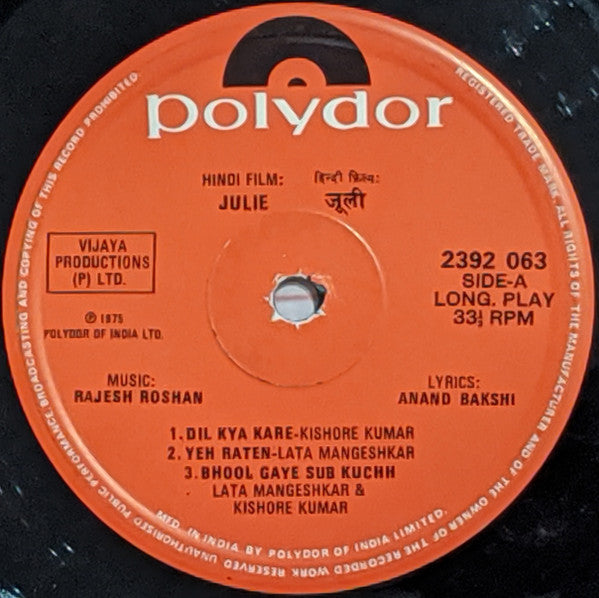 polydor
HINDI FILM: हिन्दी फ़िल्म:
JULIE जूली
VIJAYA
PRODUCTIONS
(P) LTD.
2392 063
SIDE-A
LONG. PLAY
33⅓ RPM
℗ 1975
POLYDOR OF INDIA LTD.
MUSIC:
RAJESH ROSHAN
LYRICS:
ANAND BAKSHI
1. DIL KYA KARE-KISHORE KUMAR
2. YEH RATEN-LATA MANGESHKAR
3. BHOOL GAYE SUB KUCHH
LATA MANGESHKAR &
KISHORE KUMAR
REGISTERED TRADE MARK. ALL RIGHTS OF THE MANUFACTURER AND OF THE OWNER OF THE RECORDED WORK RESERVED. UNAUTHORISED PUBLIC PERFORMANCE BROADCASTING AND COPYING OF THIS RECORD PROHIBITED.
MFD. IN INDIA BY POLYDOR OF INDIA LIMITED.